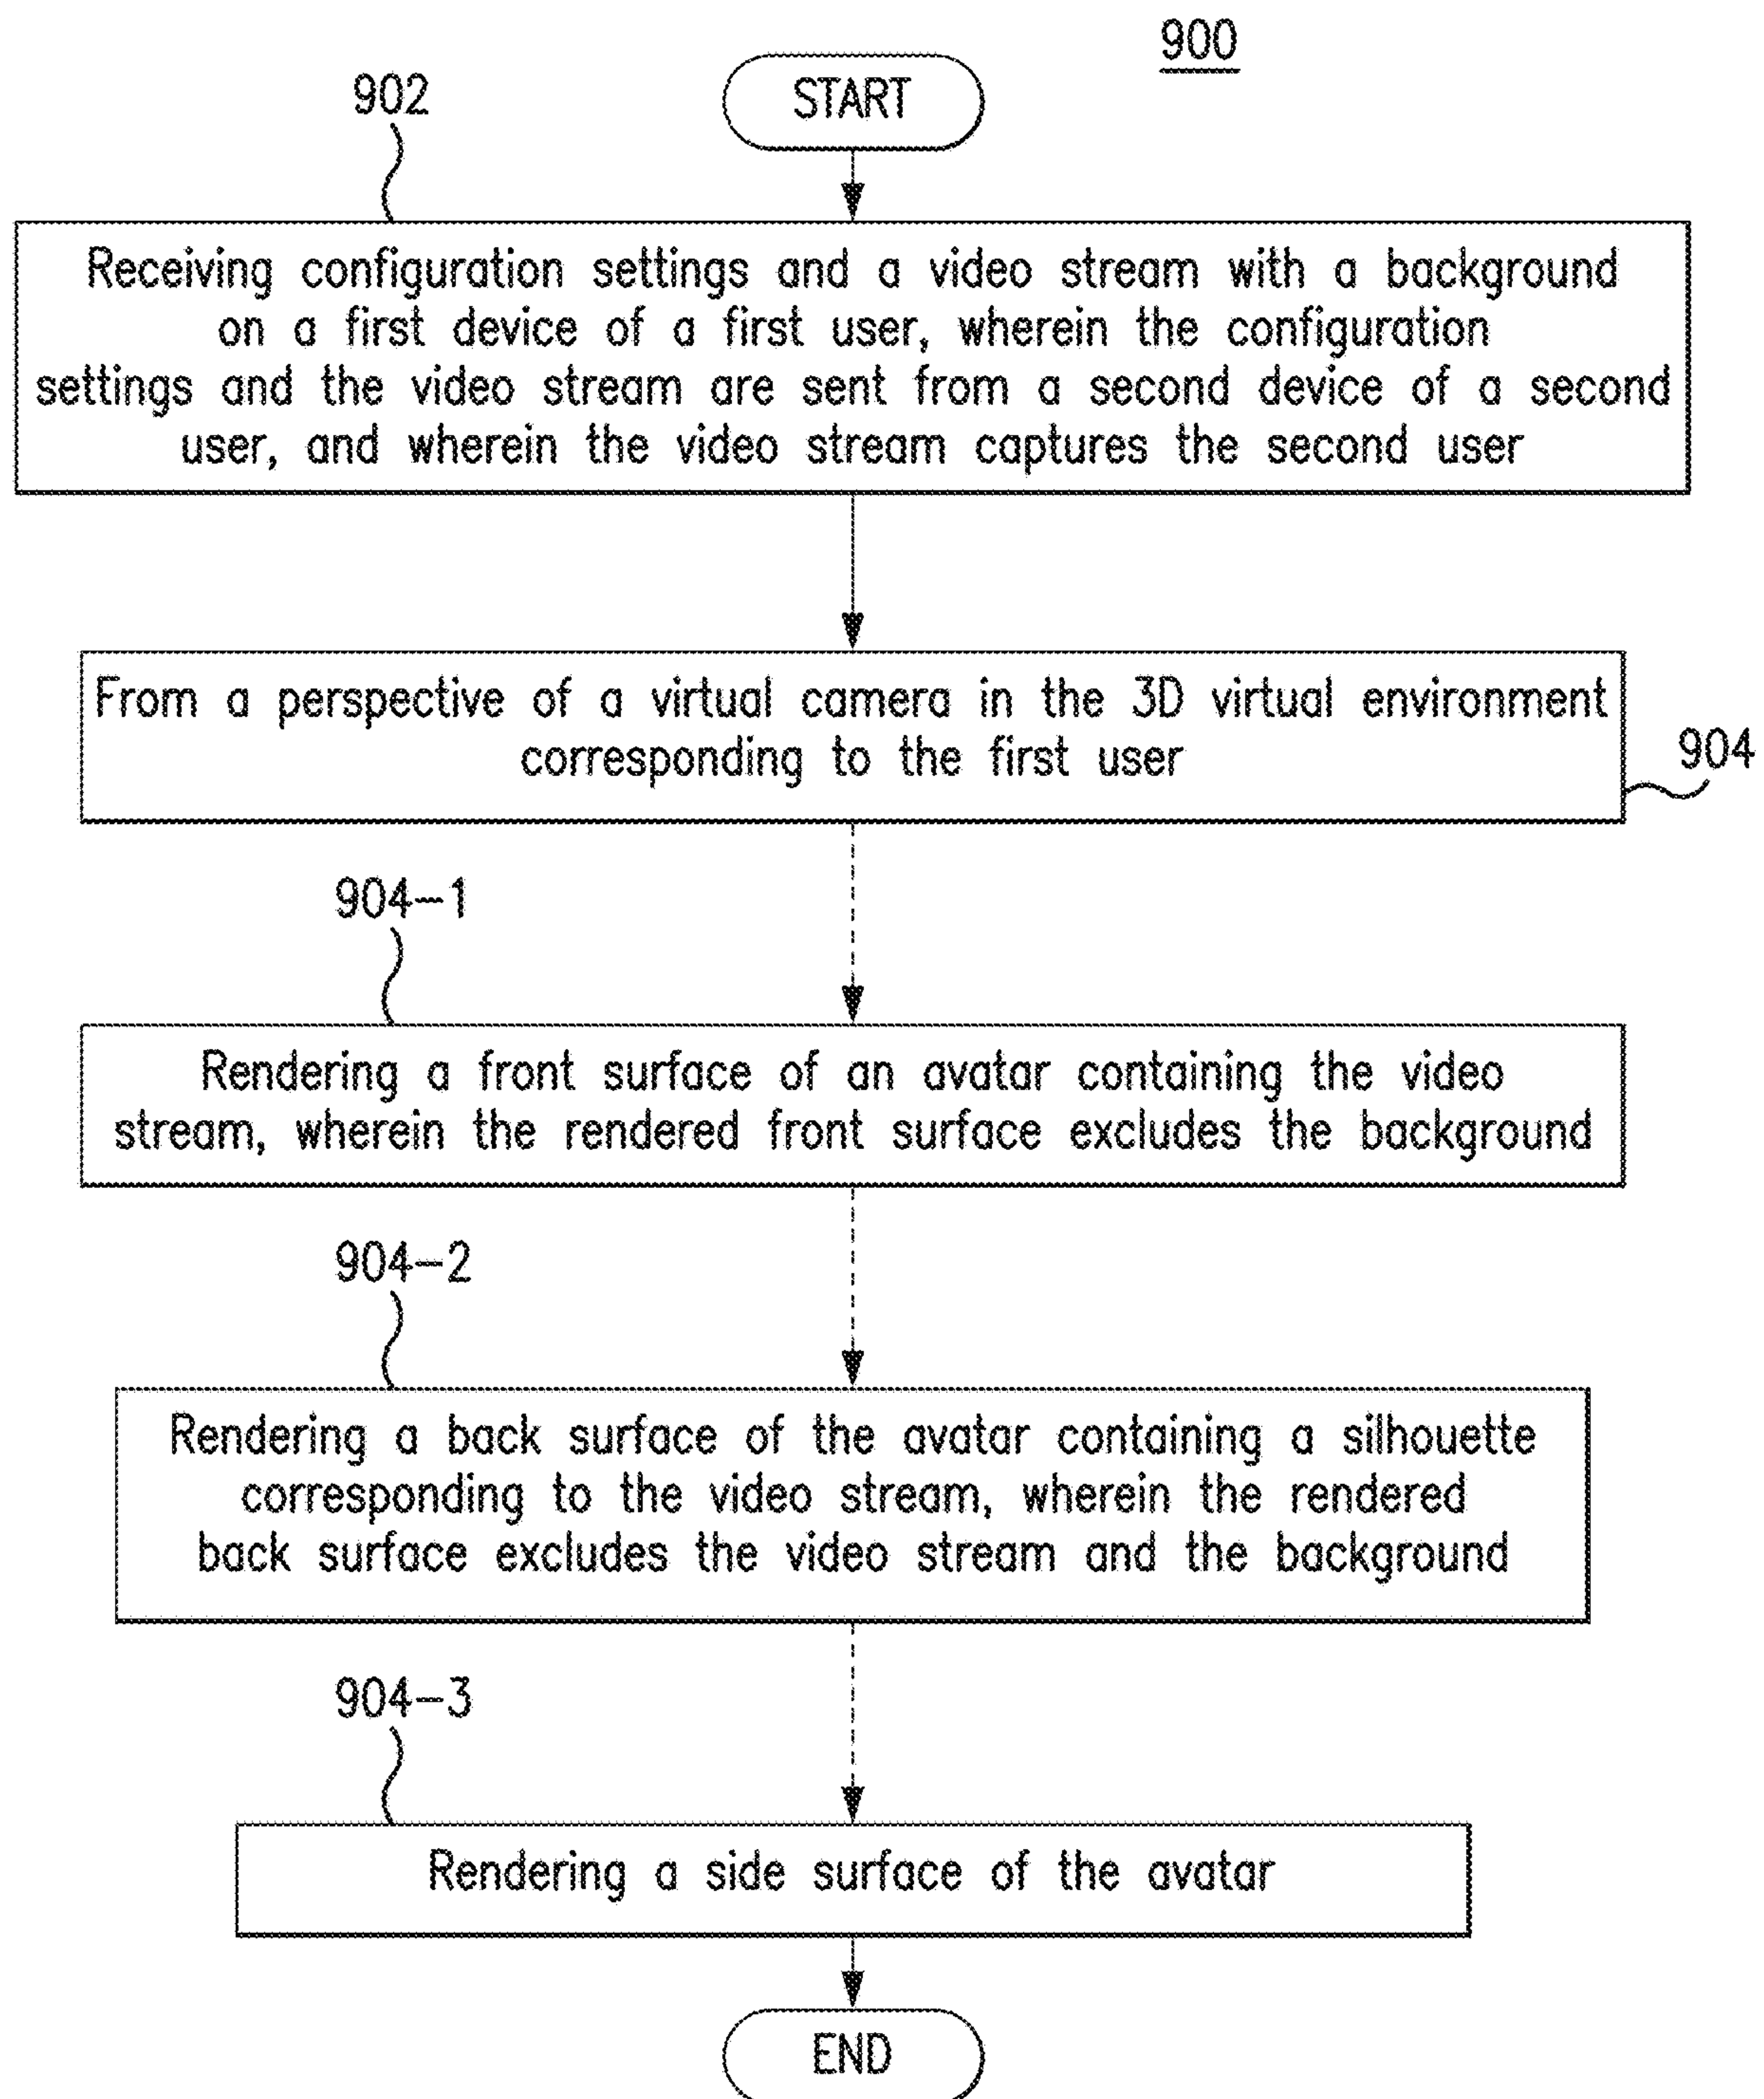 900
902
START
Receiving configuration settings and a video stream with a background
on a first device of a first user, wherein the configuration
settings and the video stream are sent from a second device of a second
user, and wherein the video stream captures the second user
From a perspective of a virtual camera in the 3D virtual environment
corresponding to the first user
904
904-1
Rendering a front surface of an avatar containing the video
stream, wherein the rendered front surface excludes the background
904-2
Rendering a back surface of the avatar containing a silhouette
corresponding to the video stream, wherein the rendered
back surface excludes the video stream and the background
904-3
Rendering a side surface of the avatar
END